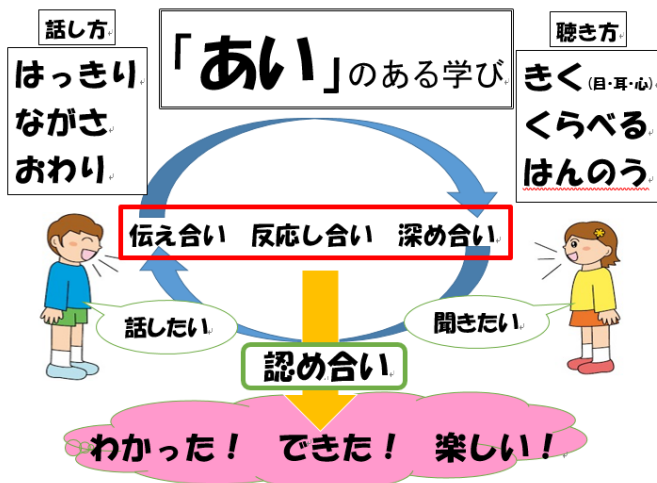 話し方
はっきり
ながさ
おわり
「あい」のある学び
聴き方
きく(目・耳・心)
くらべる
はんのう
伝え合い 反応し合い 深め合い
話したい
聞きたい
認め合い
わかった! できた! 楽しい!